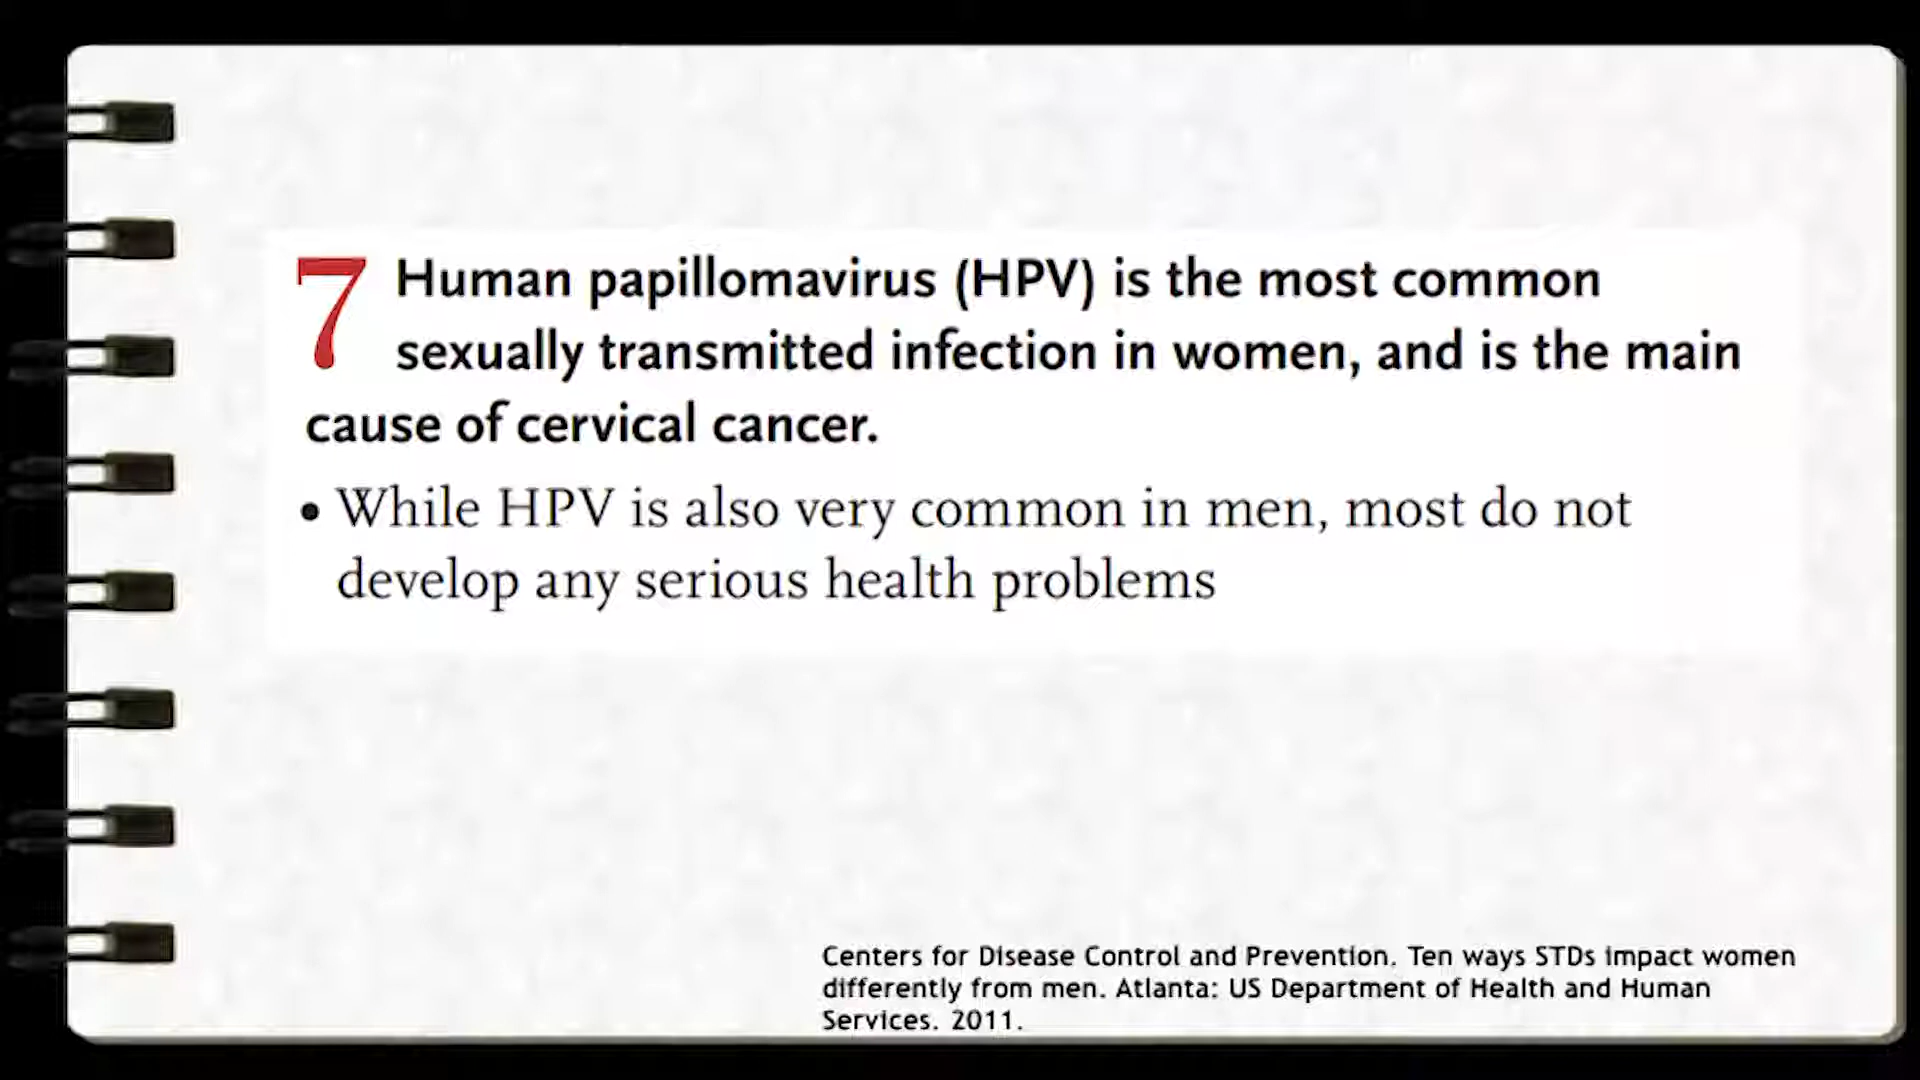 7 Human papillomavirus (HPV) is the most common
sexually transmitted infection in women, and is the main
cause of cervical cancer.
• While HPV is also very common in men, most do not
develop any serious health problems
Centers for Disease Control and Prevention. Ten ways STDs impact women
differently from men. Atlanta: US Department of Health and Human
Services. 2011.